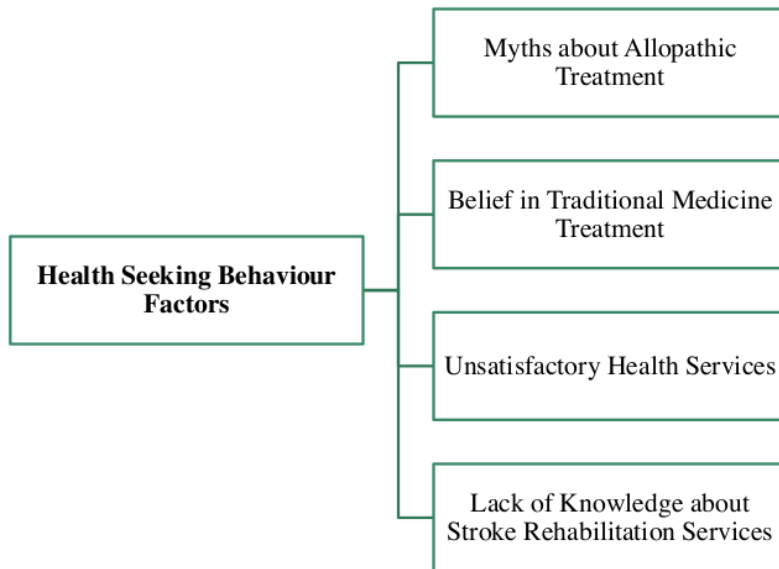 Myths about Allopathic
Treatment
Belief in Traditional Medicine
Treatment
Health Seeking Behaviour
Factors
Unsatisfactory Health Services
Lack of Knowledge about
Stroke Rehabilitation Services